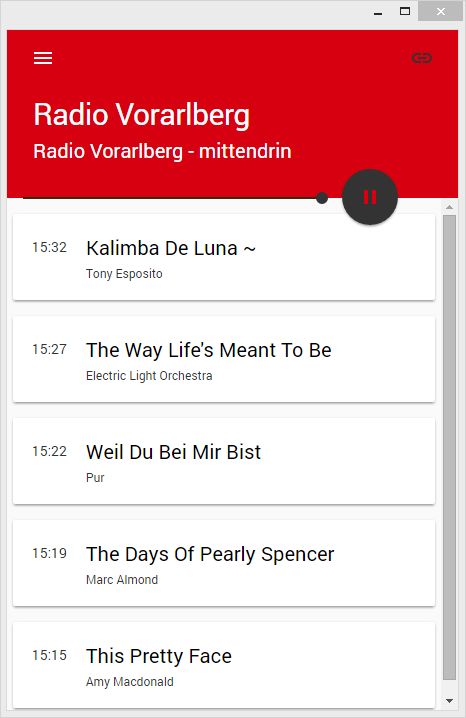 Radio Vorarlberg
Radio Vorarlberg - mittendrin
15:32
Kalimba De Luna ~
Tony Esposito
15:27
The Way Life's Meant To Be
Electric Light Orchestra
15:22
Weil Du Bei Mir Bist
Pur
15:19
The Days Of Pearly Spencer
Marc Almond
15:15
This Pretty Face
Amy Macdonald